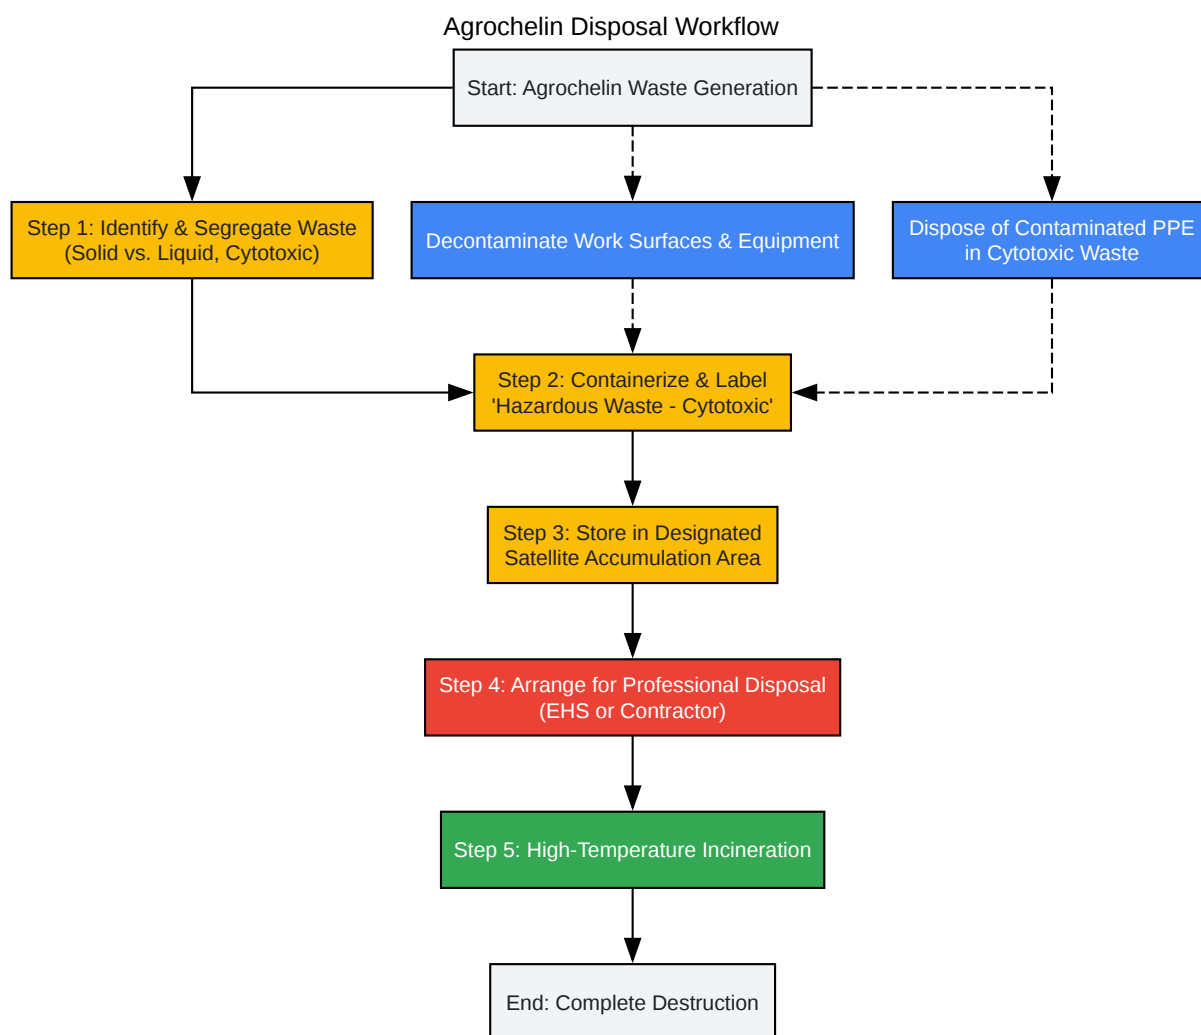 Agrochelin Disposal Workflow
Start: Agrochelin Waste Generation
Step 1: Identify & Segregate Waste
(Solid vs. Liquid, Cytotoxic)
Decontaminate Work Surfaces & Equipment
Dispose of Contaminated PPE
in Cytotoxic Waste
Step 2: Containerize & Label
'Hazardous Waste - Cytotoxic'
Step 3: Store in Designated
Satellite Accumulation Area
Step 4: Arrange for Professional Disposal
(EHS or Contractor)
Step 5: High-Temperature Incineration
End: Complete Destruction